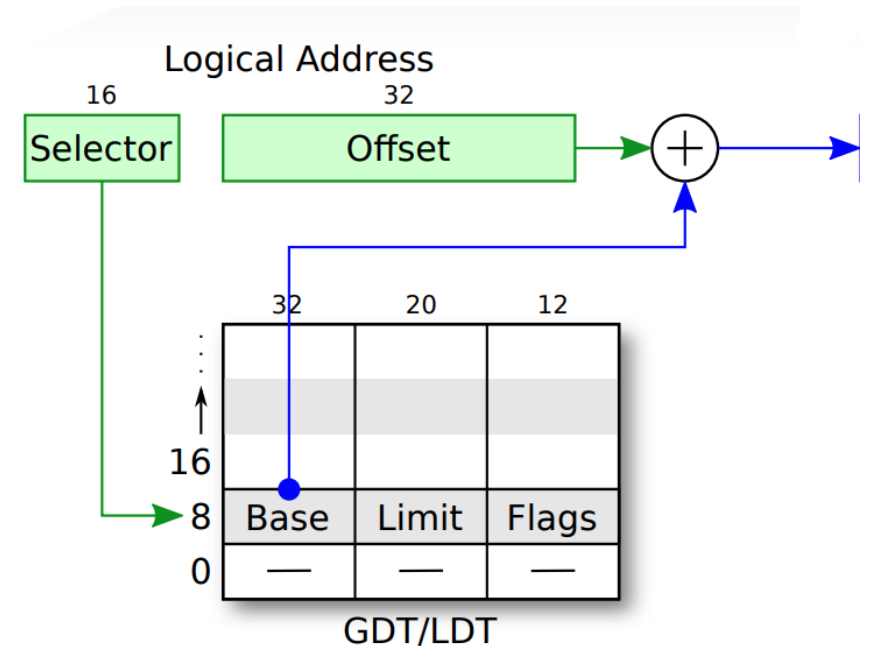 Logical Address
16 32
Selector Offset
32 20 12
16
8 Base Limit Flags
0 — — —
GDT/LDT